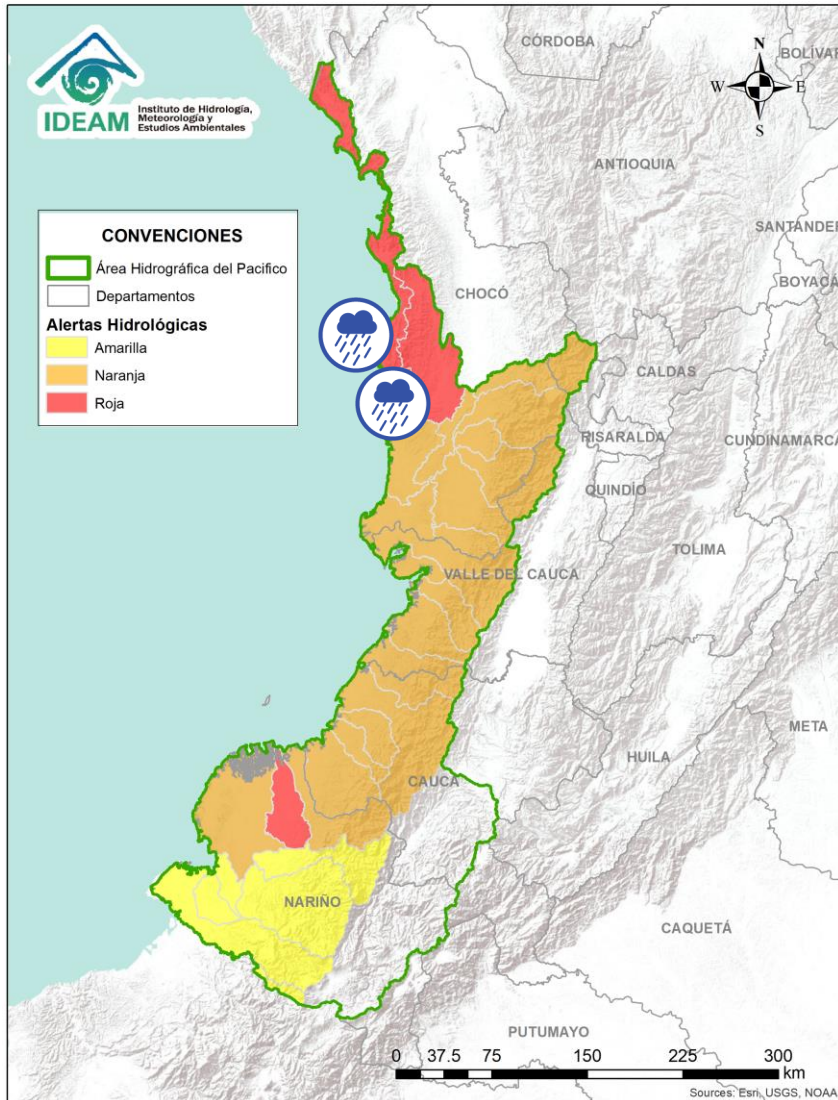 IDEAM
Instituto de Hidrología,
Meteorología y
Estudios Ambientales
N
W
E
S
CÓRDOBA
BOLÍVAR
ANTIOQUIA
SANTANDER
BOYACÁ
CHOCÓ
CONVENCIONES
Área Hidrográfica del Pacifico
Departamentos
Alertas Hidrológicas
Amarilla
Naranja
Roja
CALDAS
RISARALDA
CUNDINAMARCA
QUINDÍO
TOLIMA
VALLE DEL CAUCA
META
HUILA
CAUCA
NARIÑO
CAQUETÁ
PUTUMAYO
0 37.5 75 150 225 300
km
Sources: Esri, USGS, NOAA